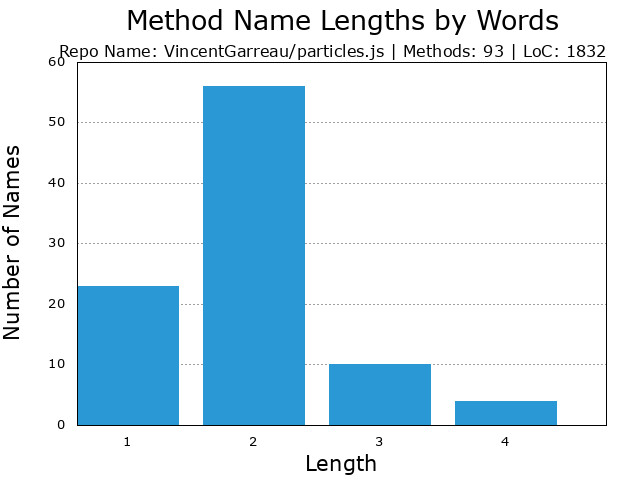 Method Name Lengths by Words
Repo Name: VincentGarreau/particles.js | Methods: 93 | LoC: 1832
60
50
40
30
20
10
0
Number of Names
1 2 3 4
Length